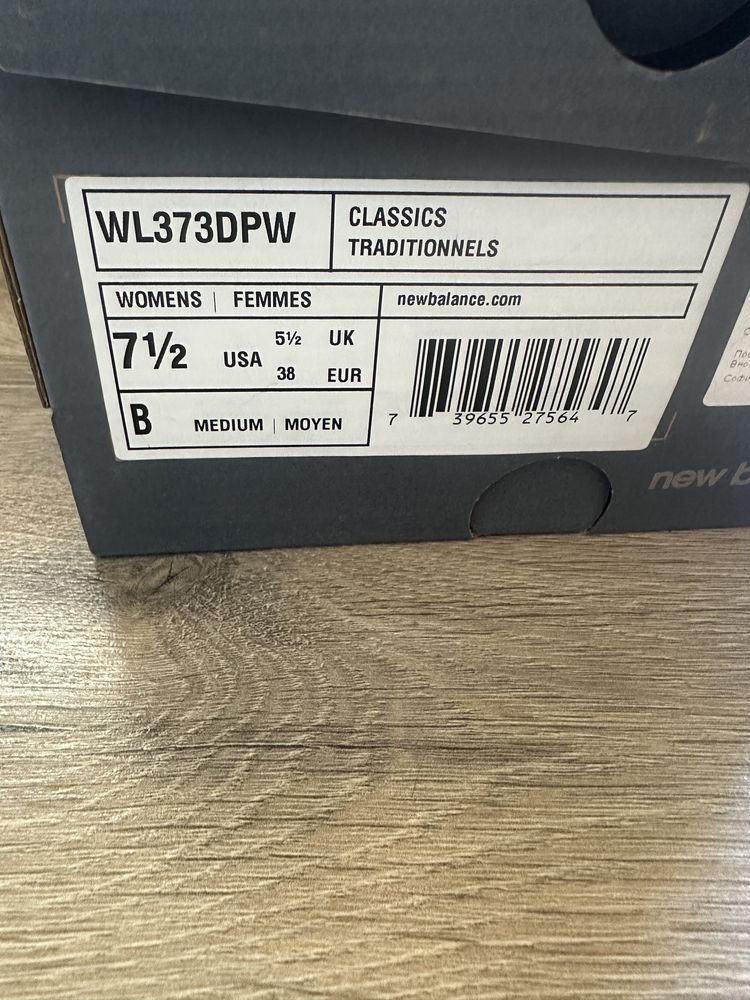 WL373DPW
CLASSICS
TRADITIONNELS
WOMENS | FEMMES
newbalance.com
7½ USA 5½ UK
38 EUR
B MEDIUM | MOYEN
7 39655 27564 7
new b